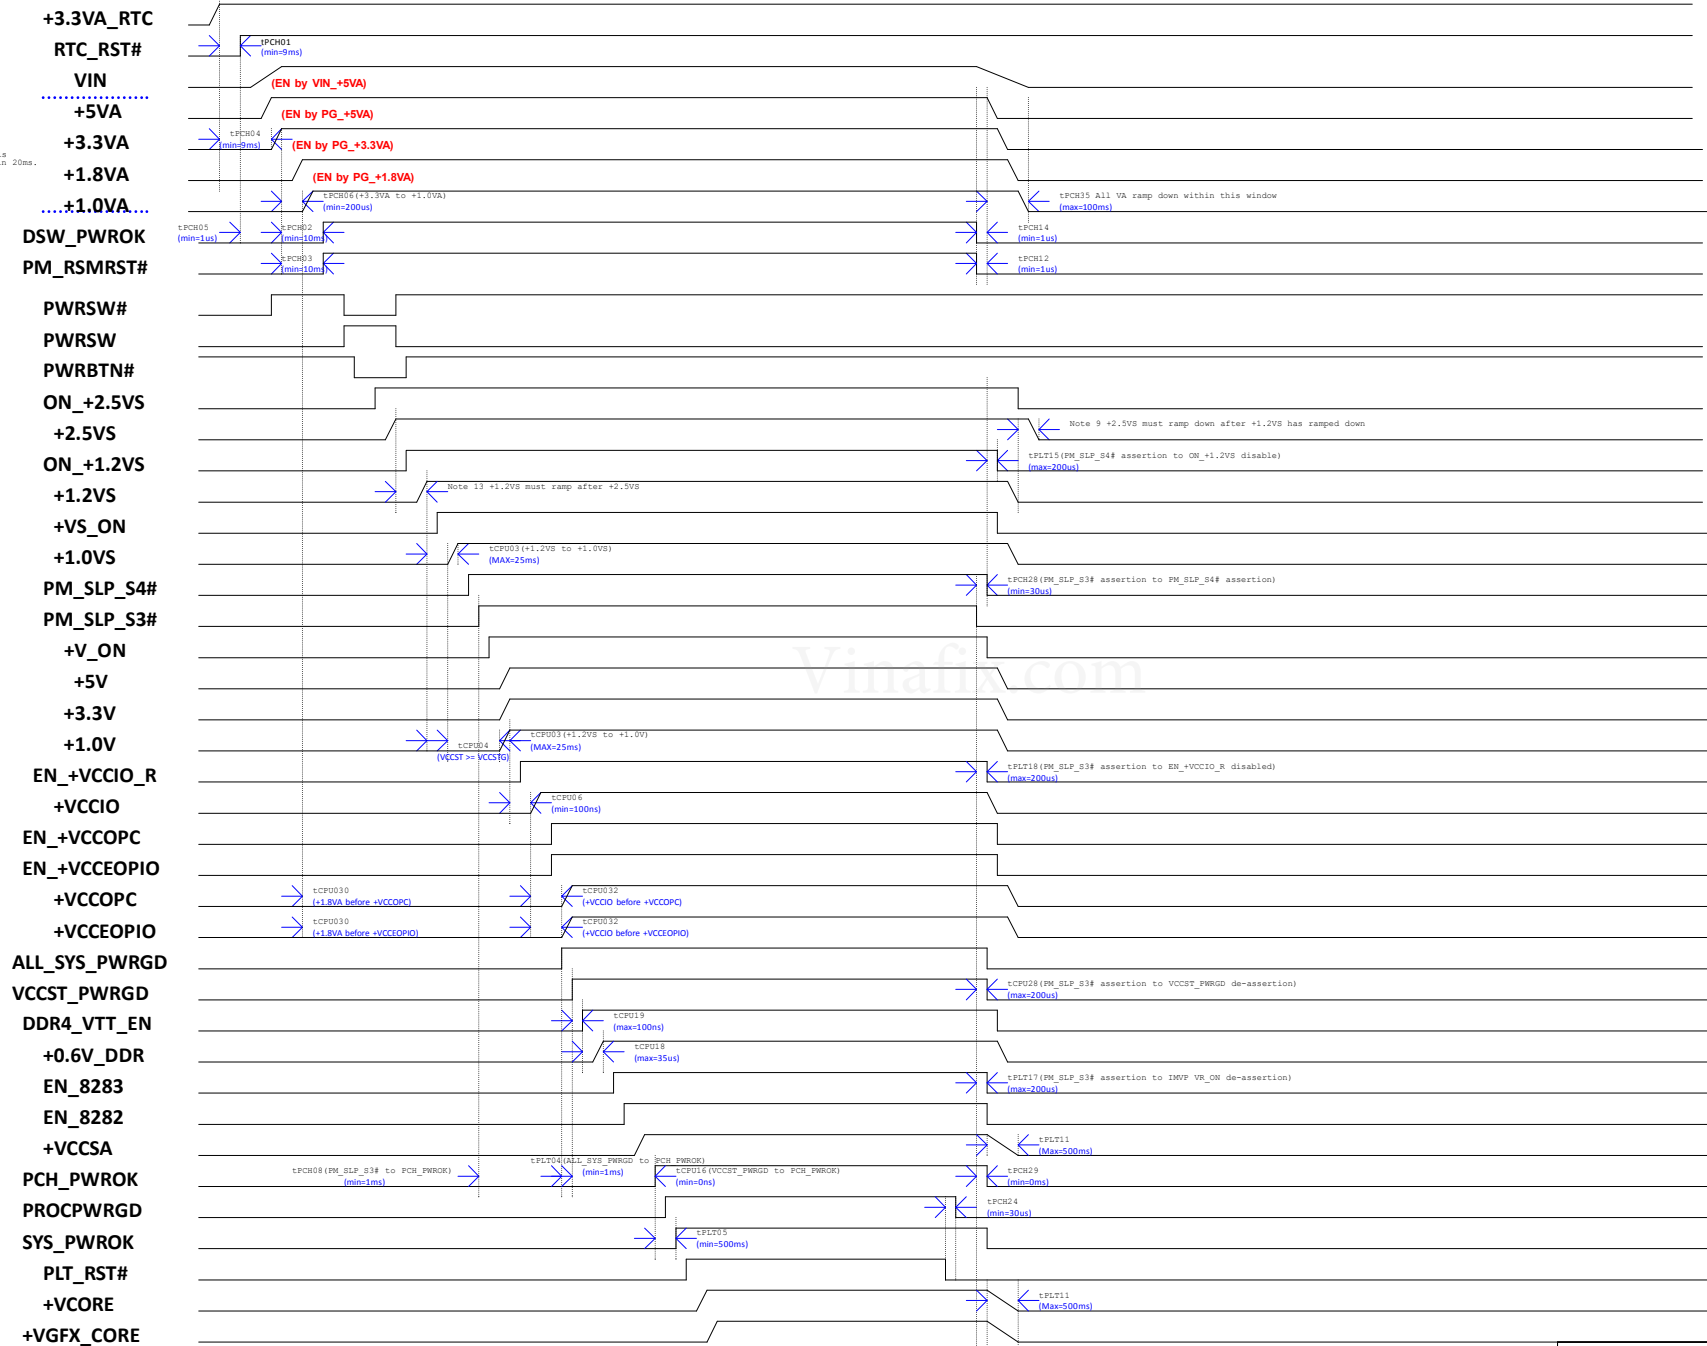 +3.3VA_RTC
RTC_RST#
tPCH01
(min=9ms)
VIN
(EN by VIN_+5VA)
+5VA
(EN by PG_+5VA)
+3.3VA
tPCH04
(min=9ms)
(EN by PG_+3.3VA)
n 20ms.
+1.8VA
(EN by PG_+1.8VA)
+1.0VA
tPCH06(+3.3VA to +1.0VA)
(min=200us)
tPCH35 All VA ramp down within this window
(max=100ms)
DSW_PWROK
tPCH05
(min=1us)
tPCH02
(min=10ms)
tPCH14
(min=1us)
PM_RSMRST#
tPCH03
(min=10ms)
tPCH12
(min=1us)
PWRSW#
PWRSW
PWRBTN#
ON_+2.5VS
+2.5VS
Note 9 +2.5VS must ramp down after +1.2VS has ramped down
ON_+1.2VS
tPLT15(PM_SLP_S4# assertion to ON_+1.2VS disable)
(max=200us)
+1.2VS
Note 13 +1.2VS must ramp after +2.5VS
+VS_ON
+1.0VS
tCPU03(+1.2VS to +1.0VS)
(MAX=25ms)
PM_SLP_S4#
tPCH28(PM_SLP_S3# assertion to PM_SLP_S4# assertion)
(min=30us)
PM_SLP_S3#
+V_ON
Vinafix.com
+5V
+3.3V
+1.0V
tCPU04
(VCCST >= VCCSTG)
tCPU03(+1.2VS to +1.0V)
(MAX=25ms)
EN_+VCCIO_R
tPLT18(PM_SLP_S3# assertion to EN_+VCCIO_R disabled)
(max=200us)
+VCCIO
tCPU06
(min=100ns)
EN_+VCCOPC
EN_+VCCEOPIO
+VCCOPC
tCPU030
(+1.8VA before +VCCOPC)
tCPU032
(+VCCIO before +VCCOPC)
+VCCEOPIO
tCPU030
(+1.8VA before +VCCEOPIO)
tCPU032
(+VCCIO before +VCCEOPIO)
ALL_SYS_PWRGD
VCCST_PWRGD
tCPU28(PM_SLP_S3# assertion to VCCST_PWRGD de-assertion)
(max=200us)
DDR4_VTT_EN
tCPU19
(max=100ns)
+0.6V_DDR
tCPU18
(max=35us)
EN_8283
tPLT17(PM_SLP_S3# assertion to IMVP VR_ON de-assertion)
(max=200us)
EN_8282
+VCCSA
tPLT11
(Max=500ms)
PCH_PWROK
tPCH08(PM_SLP_S3# to PCH_PWROK)
(min=1ms)
tPLT04(ALL_SYS_PWRGD to PCH_PWROK)
(min=1ms)
tCPU16(VCCST_PWRGD to PCH_PWROK)
(min=0ns)
tPCH29
(min=0ms)
PROCPWRGD
tPCH24
(min=30us)
SYS_PWROK
tPLT05
(min=500ms)
PLT_RST#
+VCORE
tPLT11
(Max=500ms)
+VGFX_CORE